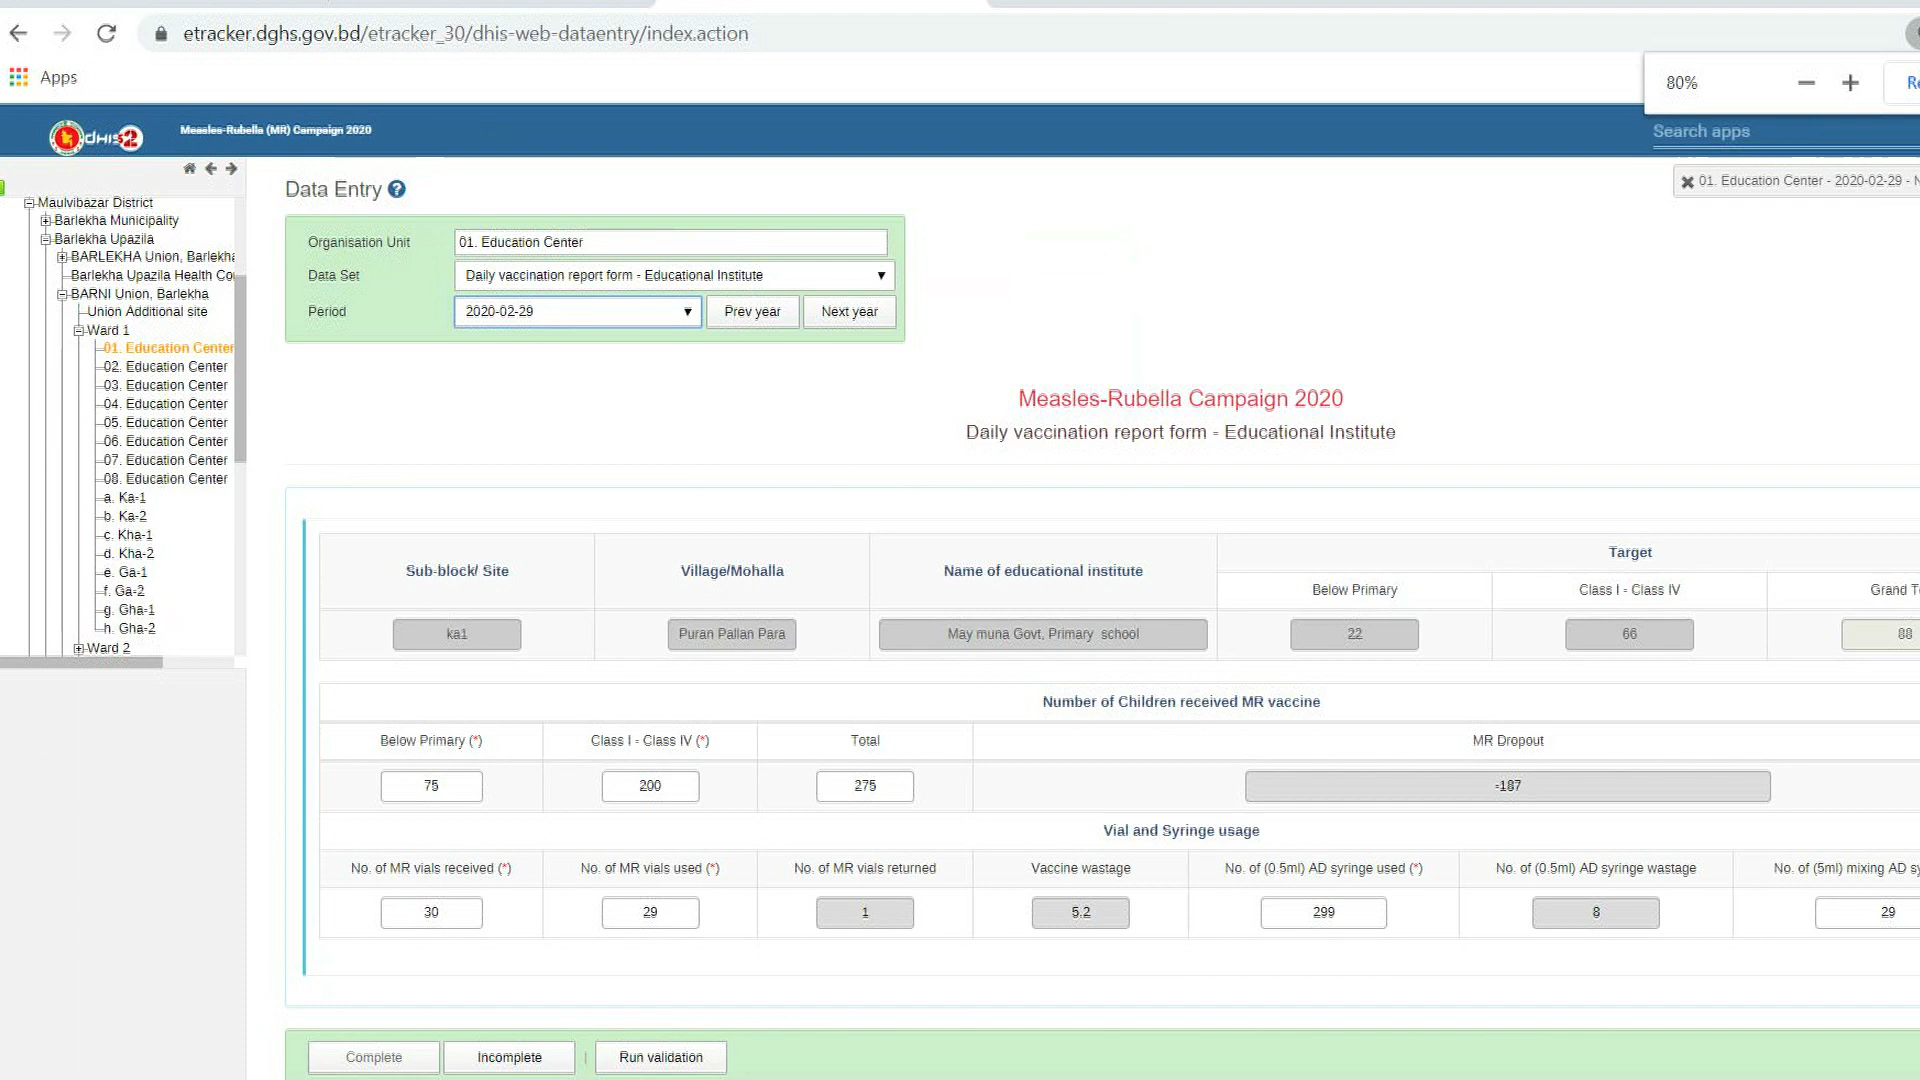 etracker.dghs.gov.bd/etracker_30/dhis-web-dataentry/index.action
Apps
80%
dhis2
Measles-Rubella (MR) Campaign 2020
Search apps
Maulvibazar District
Barlekha Municipality
Barlekha Upazila
BARLEKHA Union, Barlekha
Barlekha Upazila Health Co
BARNI Union, Barlekha
Union Additional site
Ward 1
01. Education Center
02. Education Center
03. Education Center
04. Education Center
05. Education Center
06. Education Center
07. Education Center
08. Education Center
a. Ka-1
b. Ka-2
c. Kha-1
d. Kha-2
e. Ga-1
f. Ga-2
g. Gha-1
h. Gha-2
Ward 2
Data Entry ?
01. Education Center - 2020-02-29 - N
Organisation Unit 01. Education Center
Data Set Daily vaccination report form - Educational Institute
Period 2020-02-29 Prev year Next year
Measles-Rubella Campaign 2020
Daily vaccination report form - Educational Institute
Sub-block/ Site Village/Mohalla Name of educational institute Target
Below Primary Class I - Class IV Grand T
ka1 Puran Pallan Para May muna Govt, Primary school 22 66 88
Number of Children received MR vaccine
Below Primary (*) Class I - Class IV (*) Total MR Dropout
75 200 275 -187
Vial and Syringe usage
No. of MR vials received (*) No. of MR vials used (*) No. of MR vials returned Vaccine wastage No. of (0.5ml) AD syringe used (*) No. of (0.5ml) AD syringe wastage No. of (5ml) mixing AD sy
30 29 1 5.2 299 8 29
Complete Incomplete | Run validation